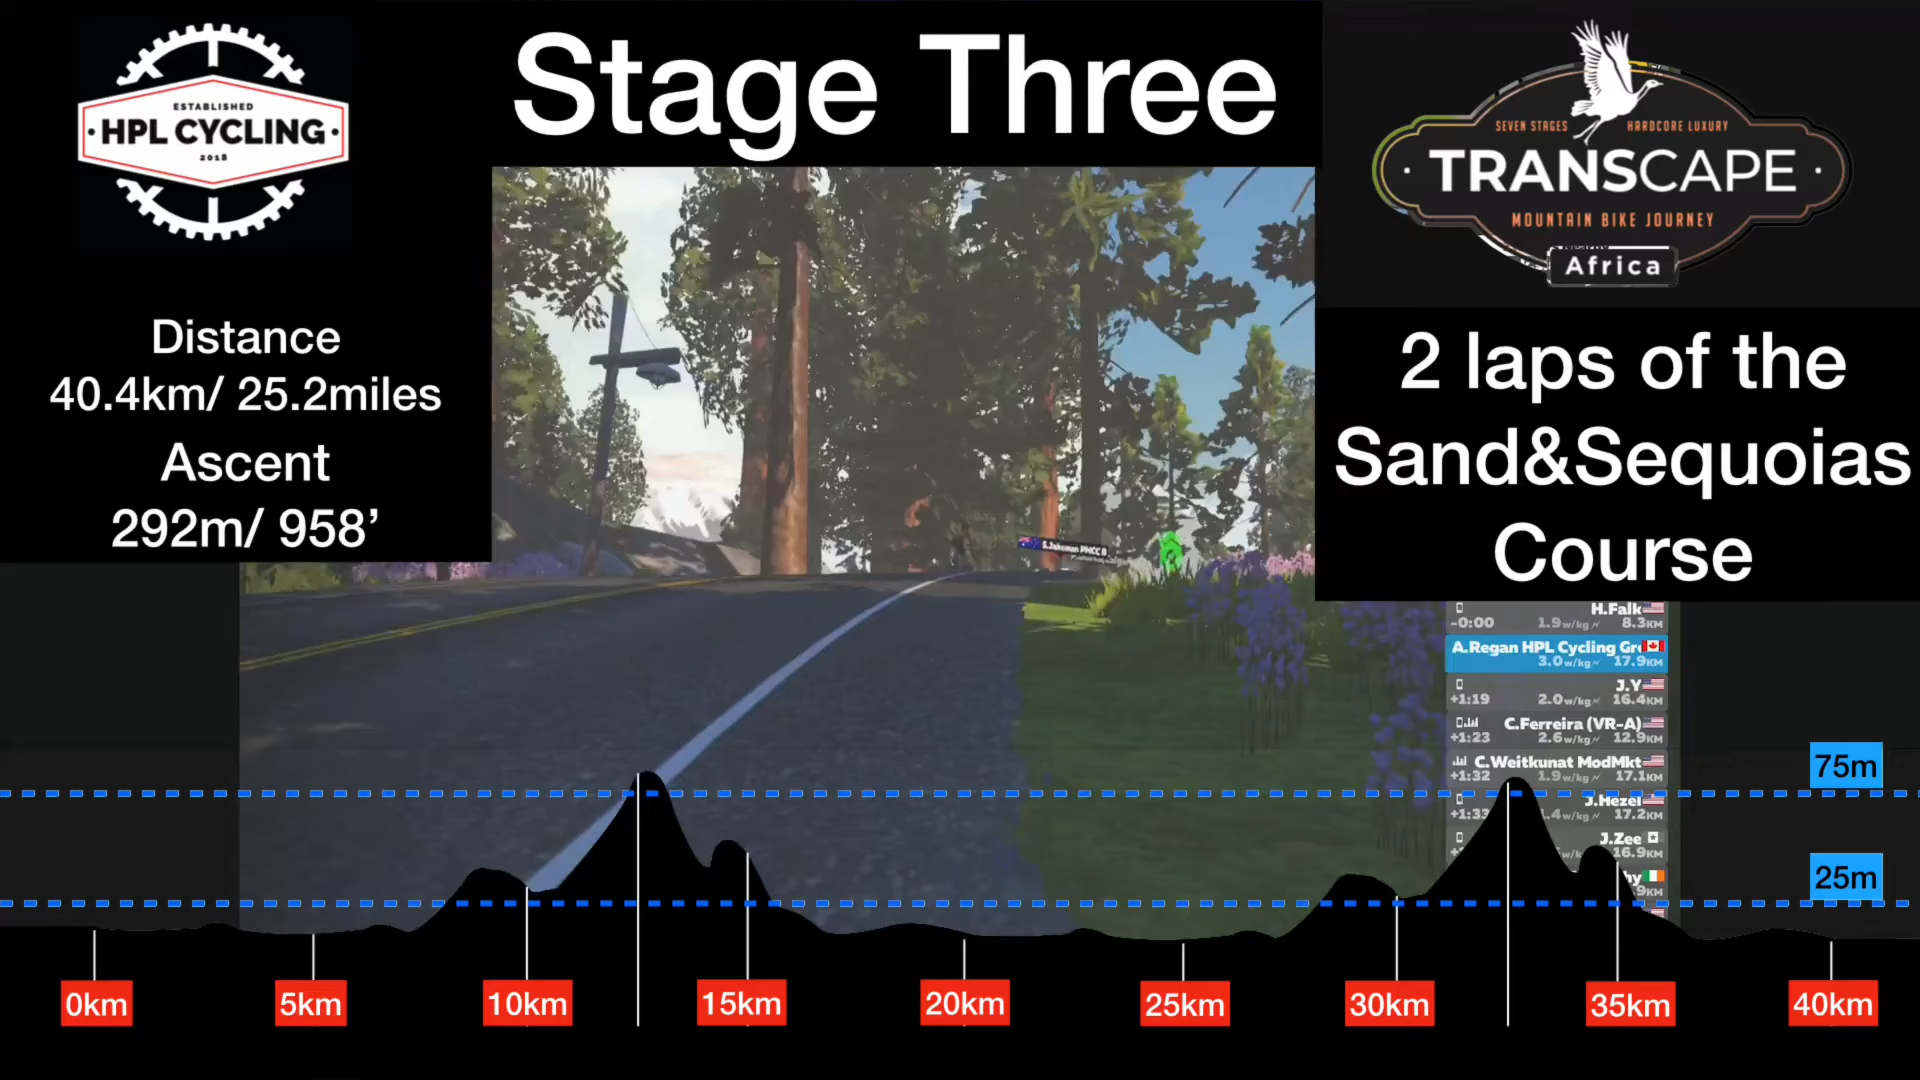 Stage Three
ESTABLISHED
· HPL CYCLING ·
2018
SEVEN STAGES HARDCORE LUXURY
· TRANSCAPE ·
MOUNTAIN BIKE JOURNEY
Africa
Distance
40.4km/ 25.2miles
Ascent
292m/ 958’
2 laps of the
Sand&Sequoias
Course
S.Jakeman PHCC
H.Falk
-0:00 1.9w/kg 8.3KM
A.Regan HPL Cycling Gr
3.0w/kg 17.9KM
J.Y
+1:19 2.0w/kg 16.4KM
C.Ferreira (VR-A)
+1:23 2.6w/kg 12.9KM
C.Weitkunat ModMkt
+1:32 1.9w/kg 17.1KM
J.Hezel
+1:33 17.2KM
J.Zee
16.9KM
75m
25m
0km 5km 10km 15km 20km 25km 30km 35km 40km